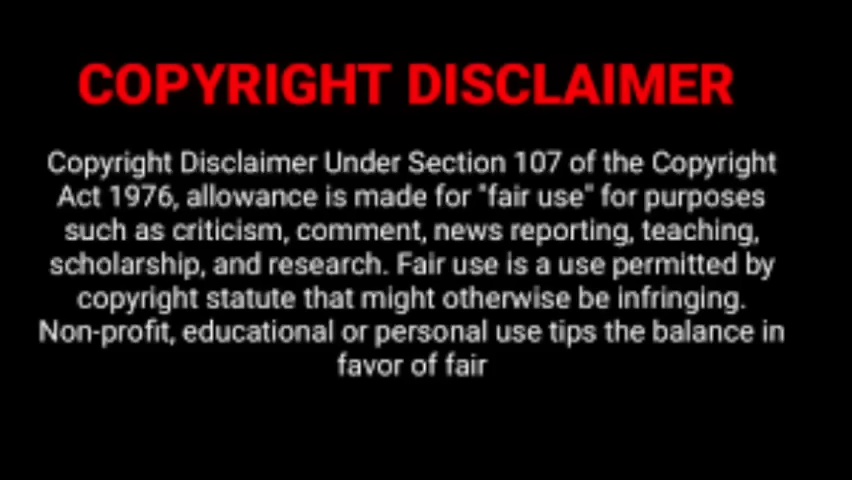 COPYRIGHT DISCLAIMER
Copyright Disclaimer Under Section 107 of the Copyright
Act 1976, allowance is made for "fair use" for purposes
such as criticism, comment, news reporting, teaching,
scholarship, and research. Fair use is a use permitted by
copyright statute that might otherwise be infringing.
Non-profit, educational or personal use tips the balance in
favor of fair